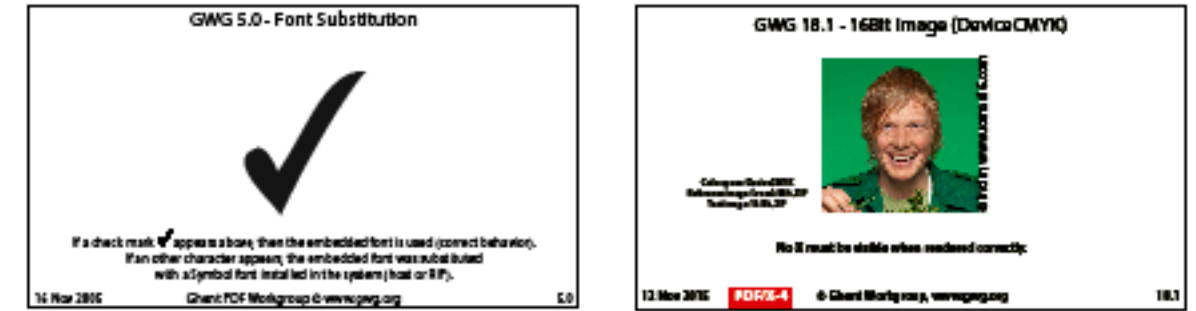 GWG 5.0 - Font Substitution
If a check mark ✔ appears above, then the embedded font is used (correct behavior).
If an other character appears, the embedded font was substituted
with a Symbol font installed in the system (host or RIP).
16 Nov 2006
Ghent PDF Workgroup © www.gwg.org
5.0
GWG 18.1 - 16Bit Image (DeviceCMYK)
No X must be visible when rendered correctly.
12 Nov 2015
PDF/X-4
© Ghent Workgroup, www.gwg.org
18.1